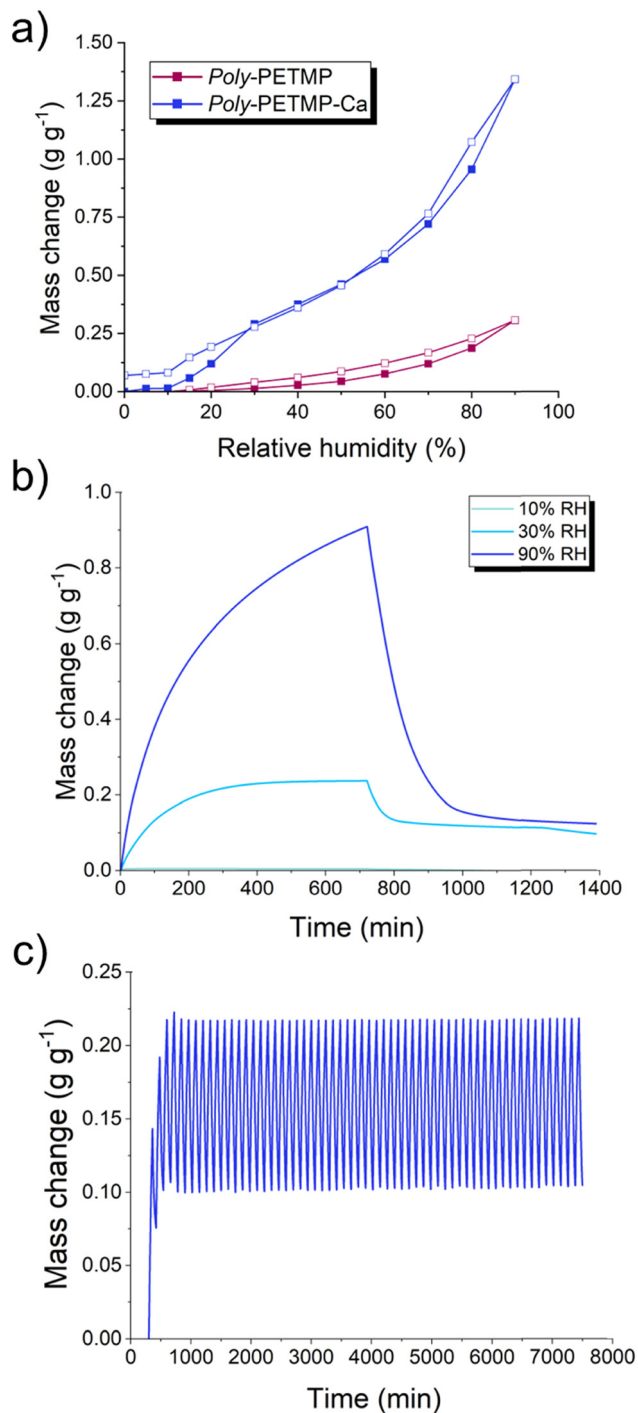 a)
Mass change (g g⁻¹)
1.50
1.25
1.00
0.75
0.50
0.25
0.00
Poly-PETMP
Poly-PETMP-Ca
0 20 40 60 80 100
Relative humidity (%)
b)
Mass change (g g⁻¹)
1.0
0.8
0.6
0.4
0.2
0.0
10% RH
30% RH
90% RH
0 200 400 600 800 1000 1200 1400
Time (min)
c)
Mass change (g g⁻¹)
0.25
0.20
0.15
0.10
0.05
0.00
0 1000 2000 3000 4000 5000 6000 7000 8000
Time (min)